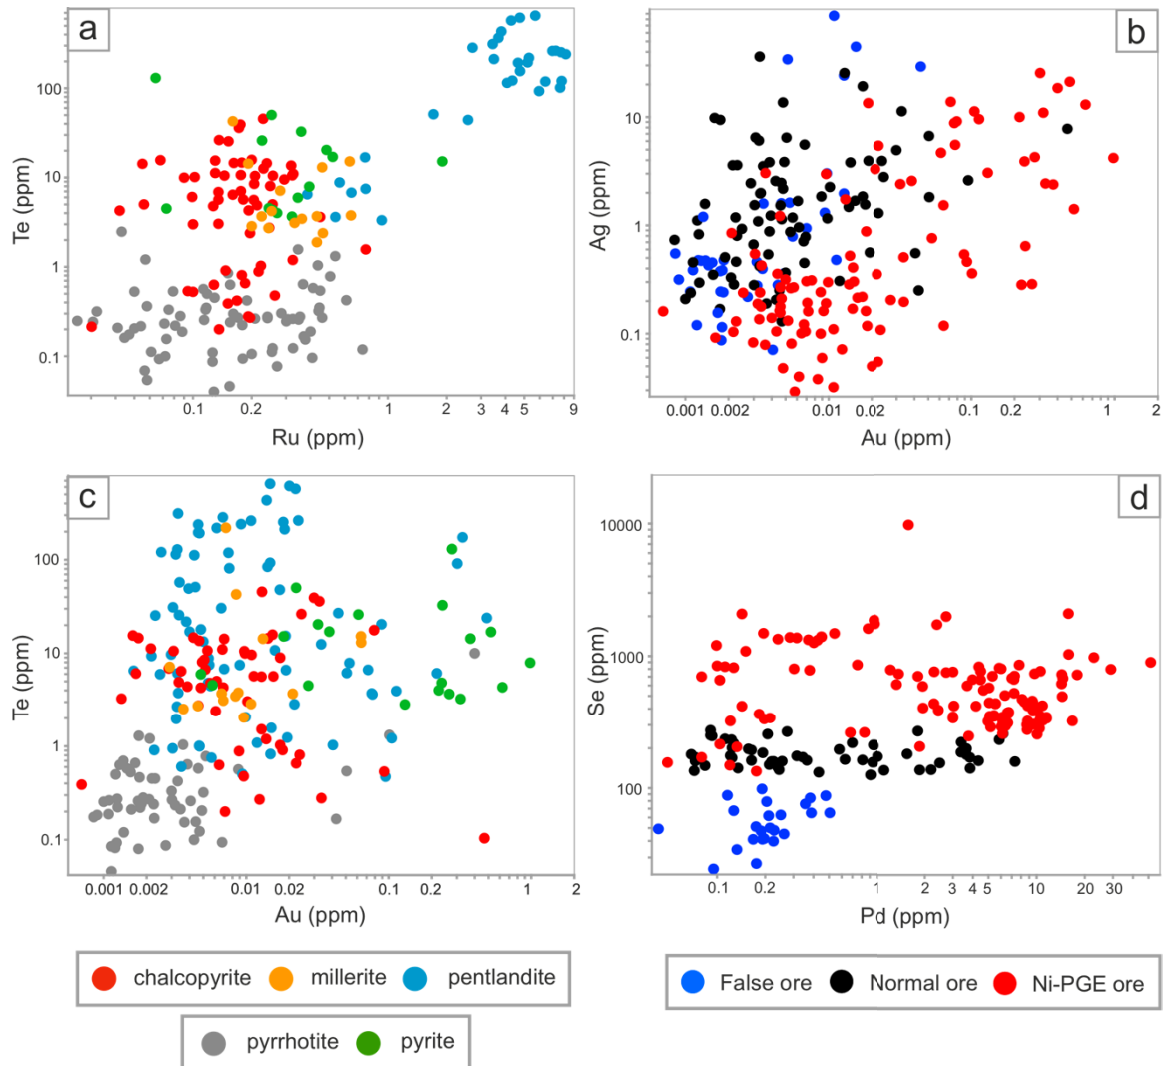 a
100
10
1
0.1
Te (ppm)
0.1 0.2 1 2 3 4 5 9
Ru (ppm)
b
10
1
0.1
Ag (ppm)
0.001 0.002 0.01 0.02 0.1 0.2 1 2
Au (ppm)
c
100
10
1
0.1
Te (ppm)
0.001 0.002 0.01 0.02 0.1 0.2 1 2
Au (ppm)
d
10000
1000
100
Se (ppm)
0.1 0.2 1 2 3 4 5 10 20 30
Pd (ppm)
chalcopyrite millerite pentlandite
pyrrhotite pyrite
False ore Normal ore Ni-PGE ore